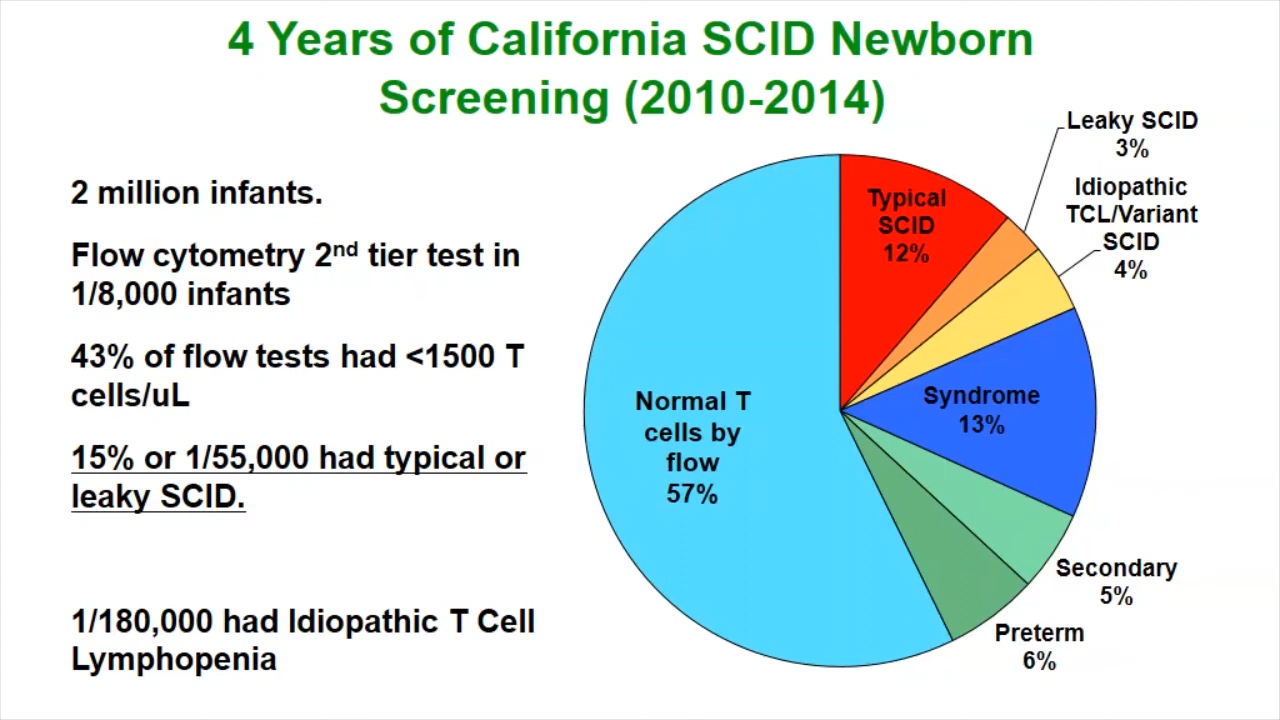 4 Years of California SCID Newborn
Screening (2010-2014)
2 million infants.
Flow cytometry 2nd tier test in
1/8,000 infants
43% of flow tests had <1500 T
cells/uL
15% or 1/55,000 had typical or
leaky SCID.
1/180,000 had Idiopathic T Cell
Lymphopenia
Leaky SCID
3%
Idiopathic
TCL/Variant
SCID
4%
Typical
SCID
12%
Syndrome
13%
Normal T
cells by
flow
57%
Secondary
5%
Preterm
6%